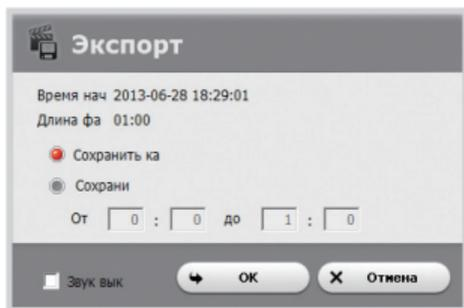 Экспорт
Время нач 2013-06-28 18:29:01
Длина фа 01:00
Сохранить ка
Сохрани
От 0 : 0 до 1 : 0
Звук вык OK Отмена